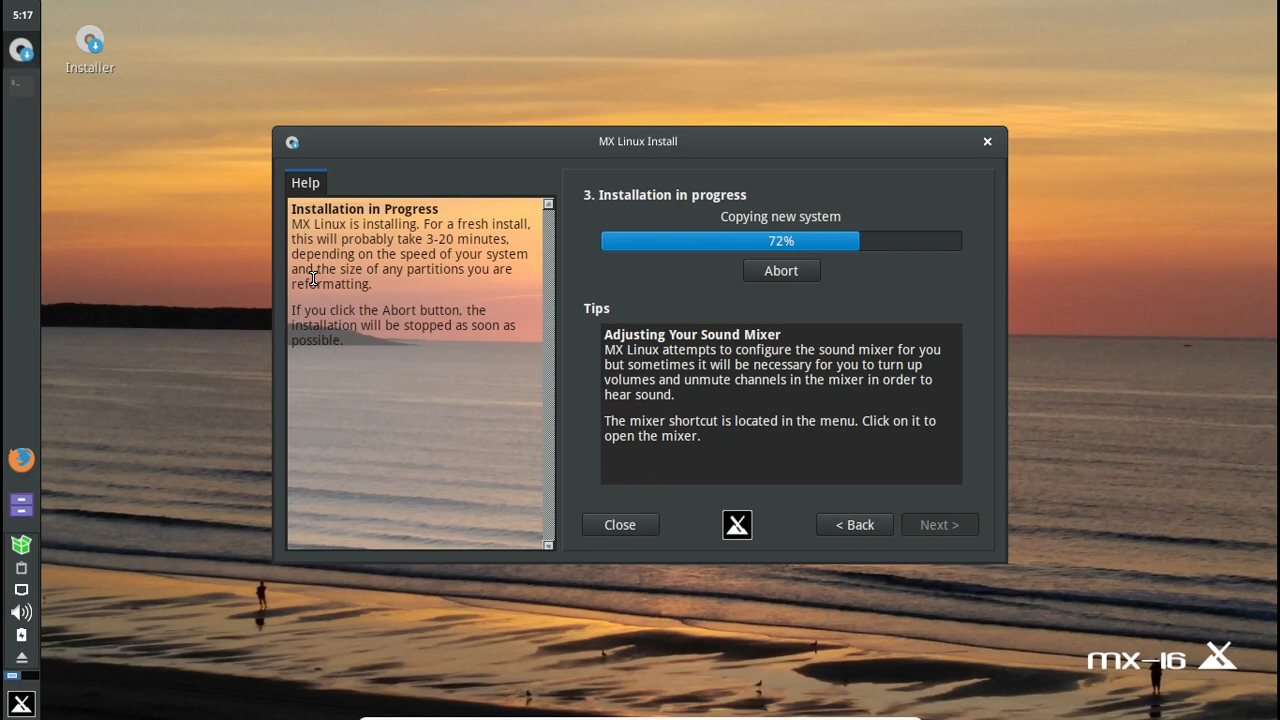 5:17
Installer
MX Linux Install
Help
Installation in Progress
MX Linux is installing. For a fresh install,
this will probably take 3-20 minutes,
depending on the speed of your system
and the size of any partitions you are
reformatting.
If you click the Abort button, the
installation will be stopped as soon as
possible.
3. Installation in progress
Copying new system
72%
Abort
Tips
Adjusting Your Sound Mixer
MX Linux attempts to configure the sound mixer for you
but sometimes it will be necessary for you to turn up
volumes and unmute channels in the mixer in order to
hear sound.
The mixer shortcut is located in the menu. Click on it to
open the mixer.
Close
< Back
Next >
mx-16